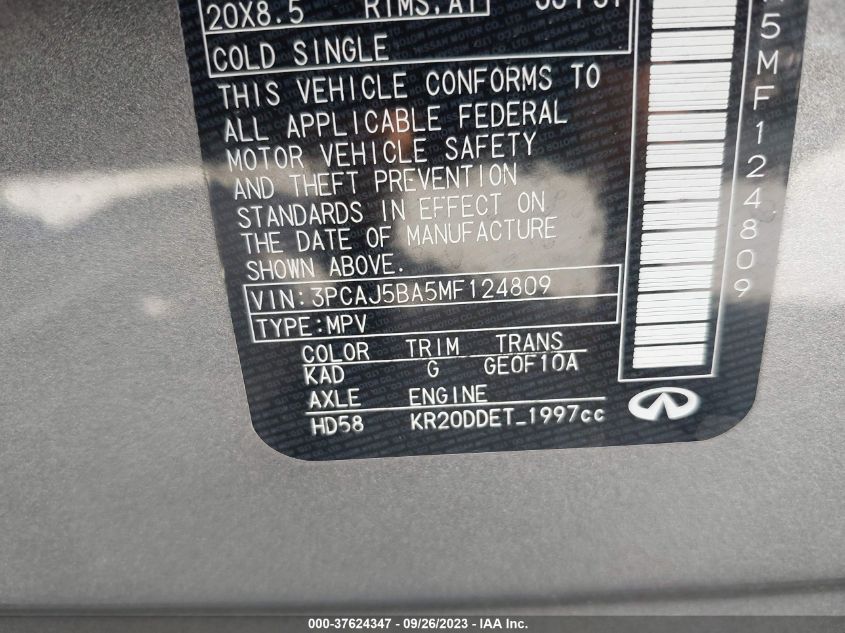 20X8.5 RIMS,AT
COLD SINGLE
THIS VEHICLE CONFORMS TO
ALL APPLICABLE FEDERAL
MOTOR VEHICLE SAFETY
AND THEFT PREVENTION
STANDARDS IN EFFECT ON
THE DATE OF MANUFACTURE
SHOWN ABOVE.
VIN:3PCAJ5BA5MF124809
TYPE:MPV
COLOR TRIM TRANS
KAD G GE0F10A
AXLE ENGINE
HD58 KR20DDET_1997cc
5MF124809
000-37624347 - 09/26/2023 - IAA Inc.